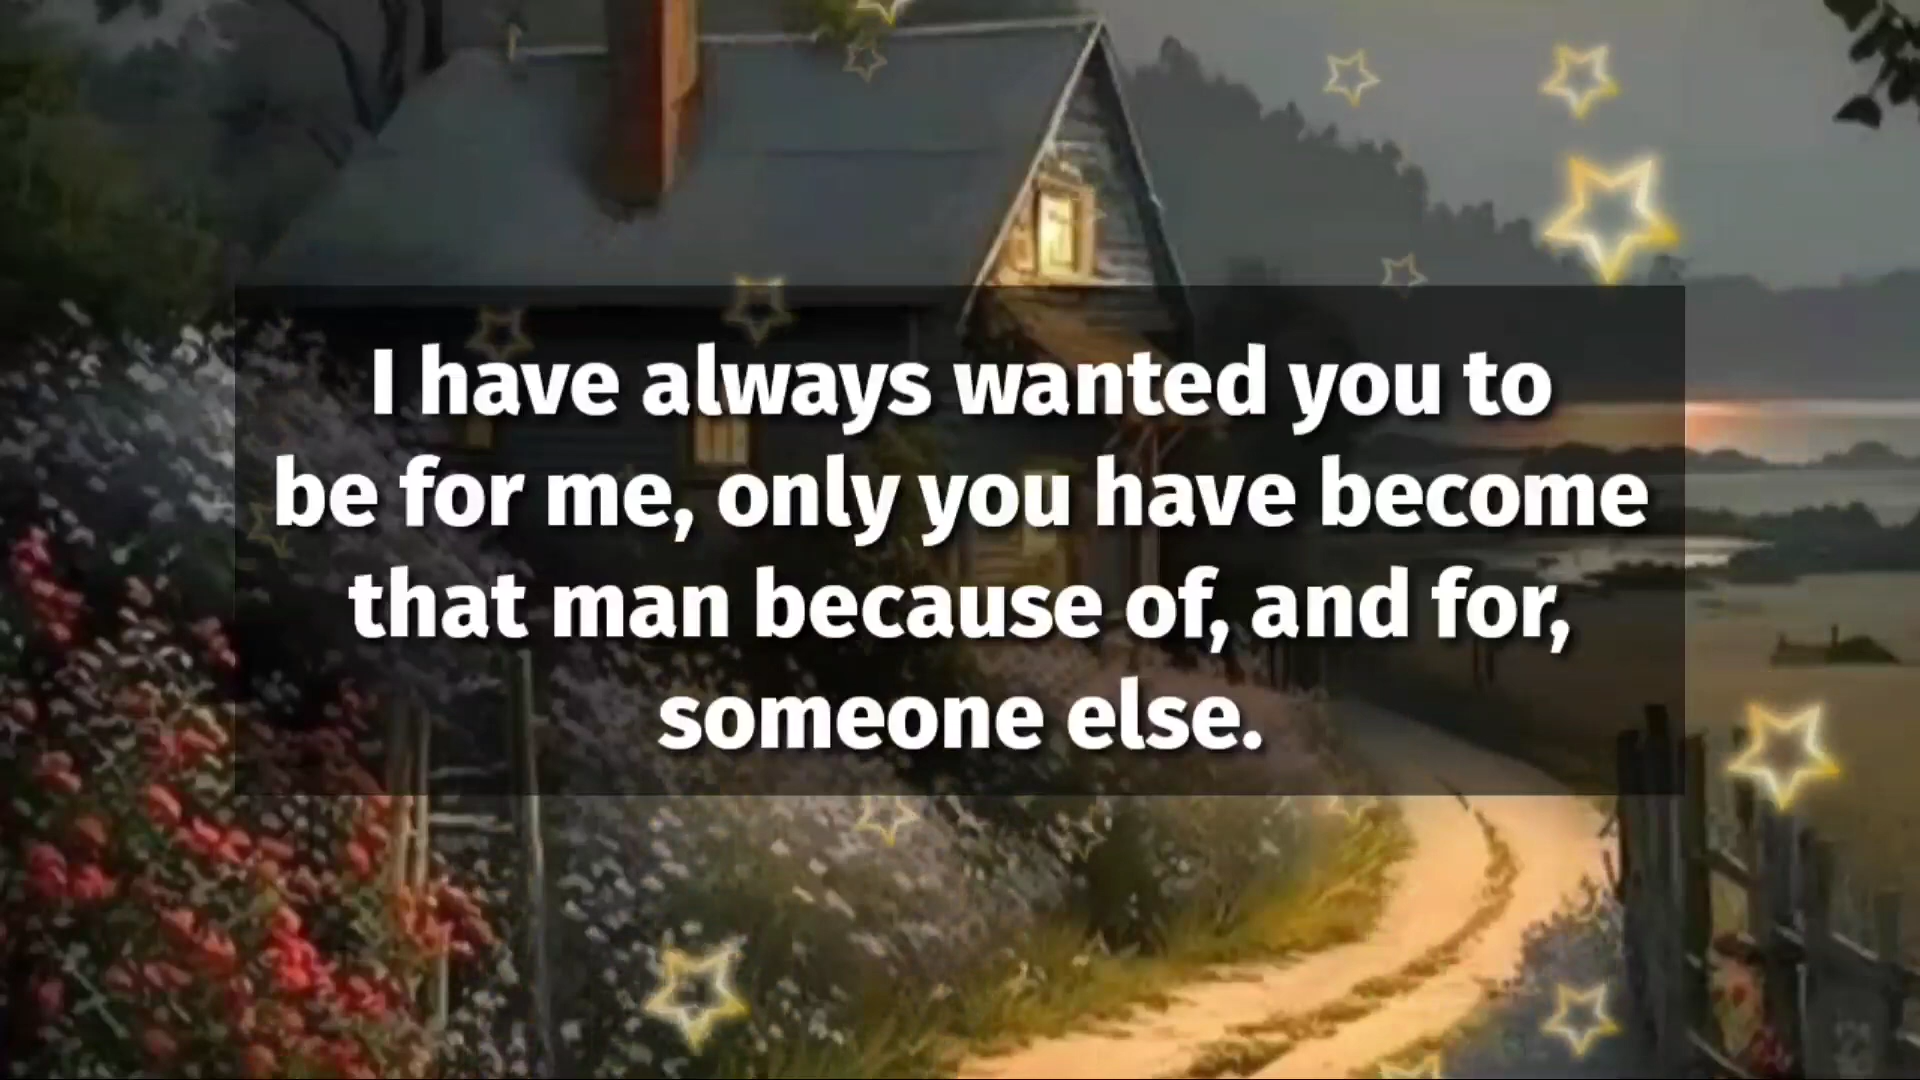 I have always wanted you to
be for me, only you have become
that man because of, and for,
someone else.